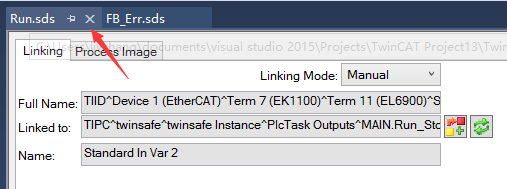 Run.sds FB_Err.sds
documents\visual studio 2015\Projects\TwinCAT Project13\Twin
Linking Process Image
Linking Mode: Manual
Full Name: TIID^Device 1 (EtherCAT)^Term 7 (EK1100)^Term 11 (EL6900)^S
Linked to: TIPC^twinsafe^twinsafe Instance^PlcTask Outputs^MAIN.Run_Sto
Name: Standard In Var 2